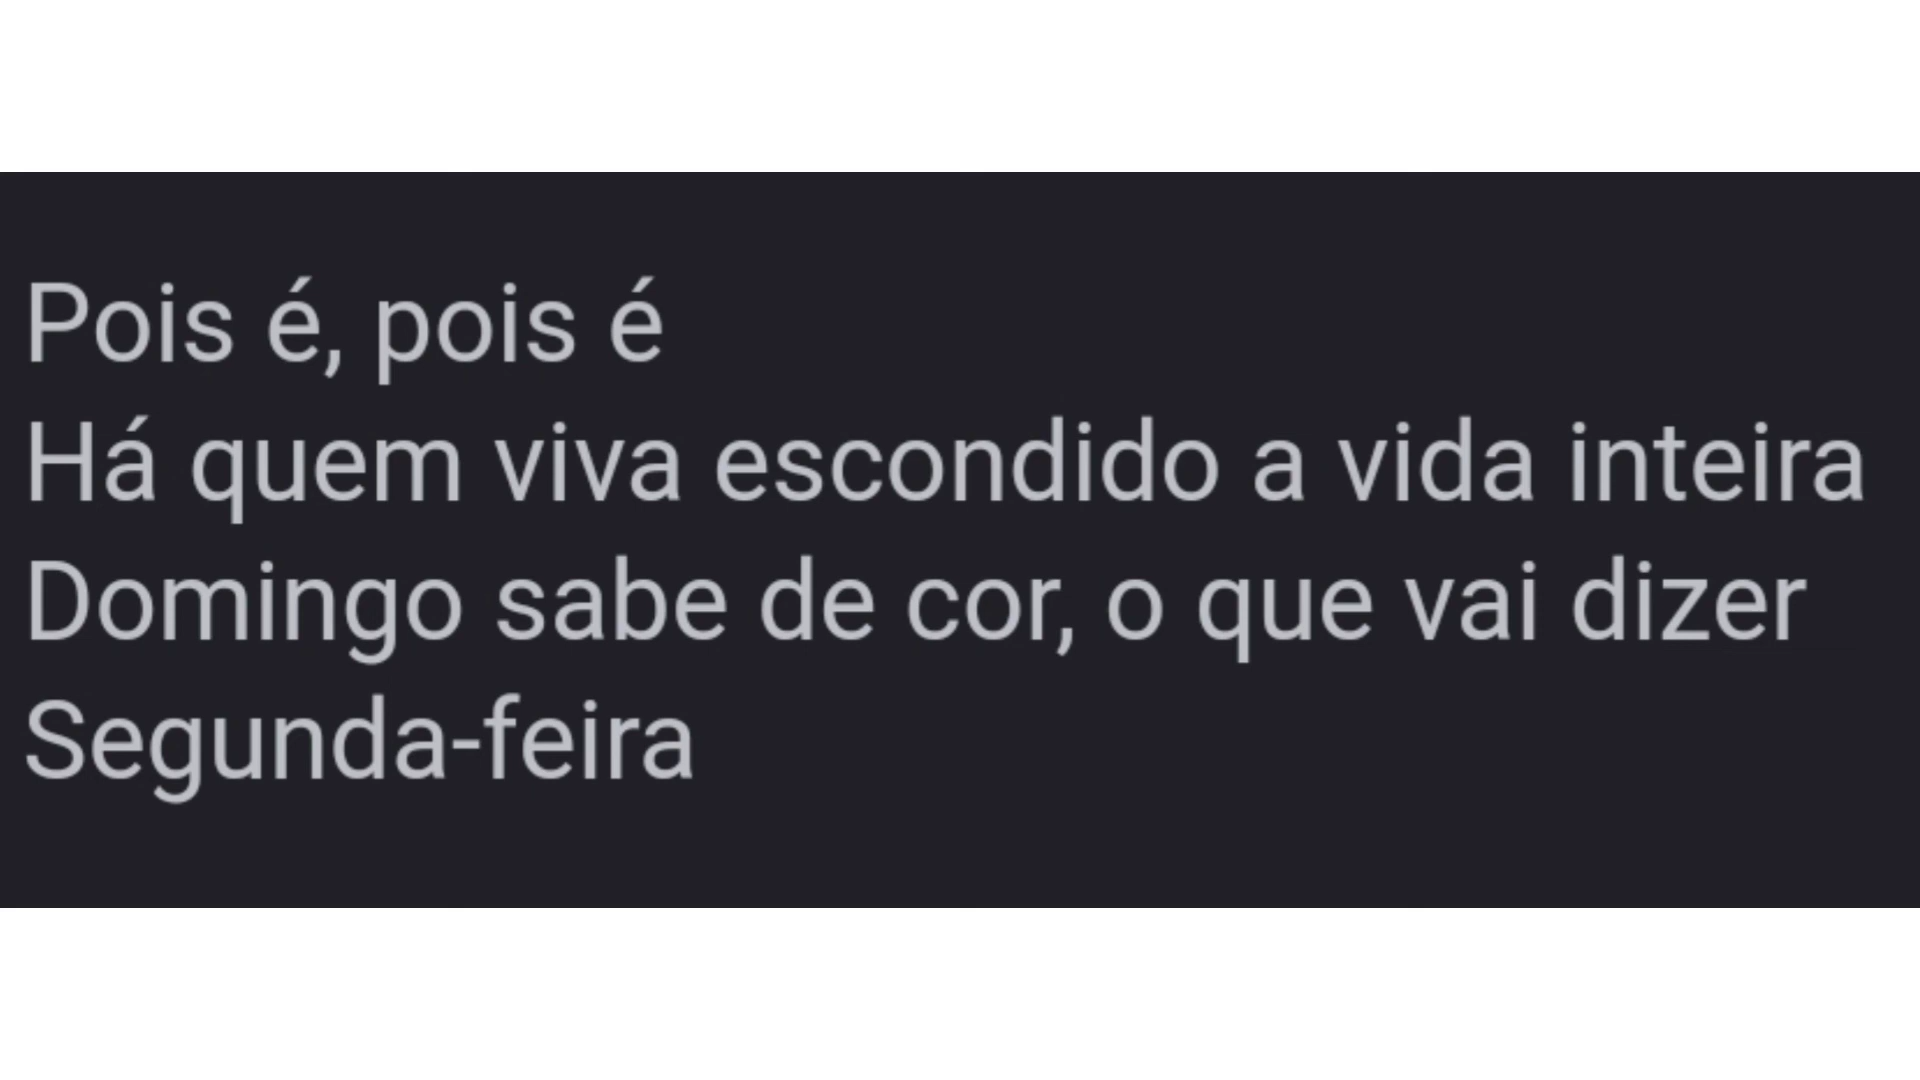 Pois é, pois é
Há quem viva escondido a vida inteira
Domingo sabe de cor, o que vai dizer
Segunda-feira